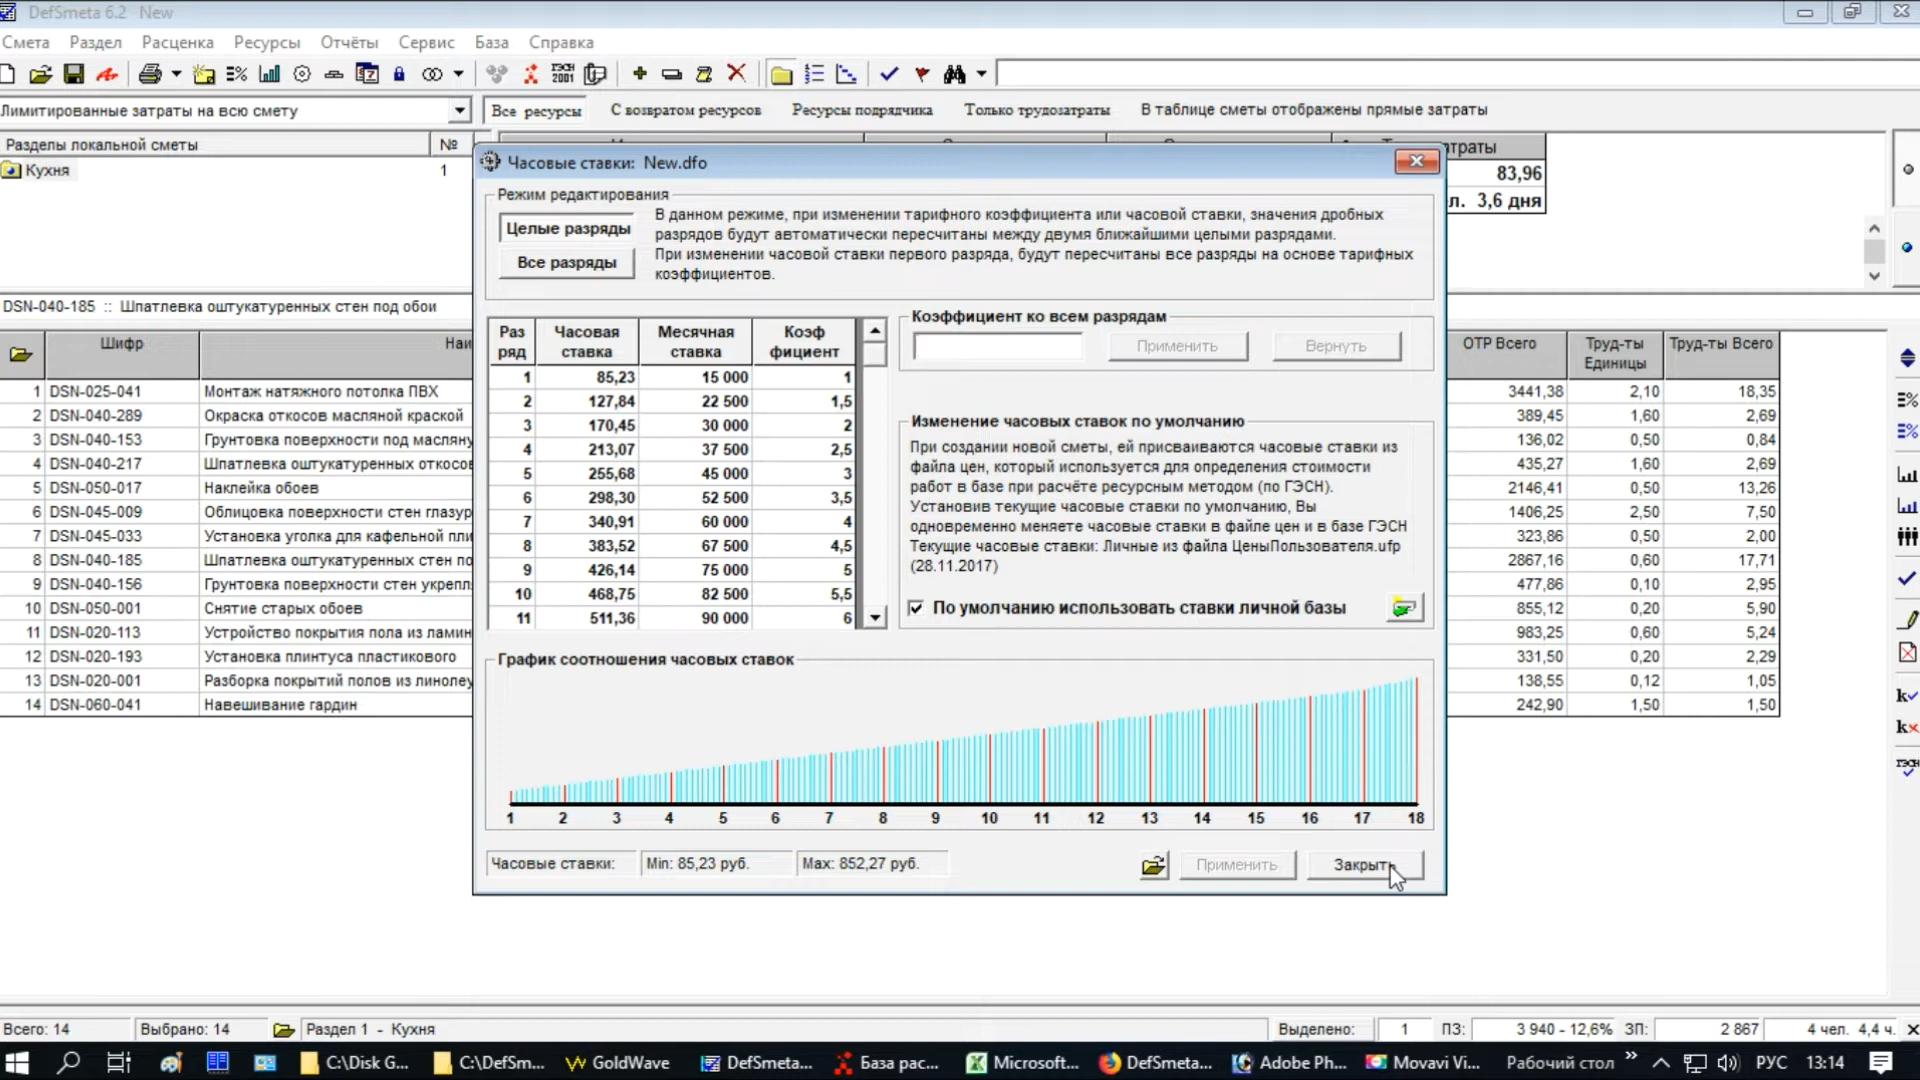 DefSmeta 6.2 New
Смета Раздел Расценка Ресурсы Отчёты Сервис База Справка
ГЭСН 2001
Лимитированные затраты на всю смету
Все ресурсы С возвратом ресурсов Ресурсы подрядчика Только трудозатраты В таблице сметы отображены прямые затраты
Разделы локальной сметы №
Кухня 1
траты
83,96
л. 3,6 дня
Часовые ставки: New.dfo
Режим редактирования
Целые разряды
Все разряды
В данном режиме, при изменении тарифного коэффициента или часовой ставки, значения дробных
разрядов будут автоматически пересчитаны между двумя ближайшими целыми разрядами.
При изменении часовой ставки первого разряда, будут пересчитаны все разряды на основе тарифных
коэффициентов.
Раз ряд Часовая ставка Месячная ставка Коэф фициент
1 85,23 15 000 1
2 127,84 22 500 1,5
3 170,45 30 000 2
4 213,07 37 500 2,5
5 255,68 45 000 3
6 298,30 52 500 3,5
7 340,91 60 000 4
8 383,52 67 500 4,5
9 426,14 75 000 5
10 468,75 82 500 5,5
11 511,36 90 000 6
Коэффициент ко всем разрядам
Применить Вернуть
Изменение часовых ставок по умолчанию
При создании новой сметы, ей присваиваются часовые ставки из
файла цен, который используется для определения стоимости
работ в базе при расчёте ресурсным методом (по ГЭСН).
Установив текущие часовые ставки по умолчанию, Вы
одновременно меняете часовые ставки в файле цен и в базе ГЭСН
Текущие часовые ставки: Личные из файла ЦеныПользователя.ufp
(28.11.2017)
По умолчанию использовать ставки личной базы
График соотношения часовых ставок
1 2 3 4 5 6 7 8 9 10 11 12 13 14 15 16 17 18
Часовые ставки: Min: 85,23 руб. Max: 852,27 руб.
Применить Закрыть
DSN-040-185 :: Шпатлевка оштукатуренных стен под обои
Шифр Наи ОТР Всего Труд-ты Единицы Труд-ты Всего
1 DSN-025-041 Монтаж натяжного потолка ПВХ 3441,38 2,10 18,35
2 DSN-040-289 Окраска откосов масляной краской 389,45 1,60 2,69
3 DSN-040-153 Грунтовка поверхности под масляну 136,02 0,50 0,84
4 DSN-040-217 Шпатлевка оштукатуренных откосо 435,27 1,60 2,69
5 DSN-050-017 Наклейка обоев 2146,41 0,50 13,26
6 DSN-045-009 Облицовка поверхности стен глазур 1406,25 2,50 7,50
7 DSN-045-033 Установка уголка для кафельной пли 323,86 0,50 2,00
8 DSN-040-185 Шпатлевка оштукатуренных стен по 2867,16 0,60 17,71
9 DSN-040-156 Грунтовка поверхности стен укрепл 477,86 0,10 2,95
10 DSN-050-001 Снятие старых обоев 855,12 0,20 5,90
11 DSN-020-113 Устройство покрытия пола из ламин 983,25 0,60 5,24
12 DSN-020-193 Установка плинтуса пластикового 331,50 0,20 2,29
13 DSN-020-001 Разборка покрытий полов из линолеу 138,55 0,12 1,05
14 DSN-060-041 Навешивание гардин 242,90 1,50 1,50
Всего: 14 Выбрано: 14 Раздел 1 - Кухня Выделено: 1 ПЗ: 3 940 - 12,6% ЗП: 2 867 4 чел. 4,4 ч.
C:\Disk G... C:\DefSm... GoldWave DefSmeta... База рас... Microsoft... DefSmeta... Adobe Ph... Movavi Vi... Рабочий стол РУС 13:14